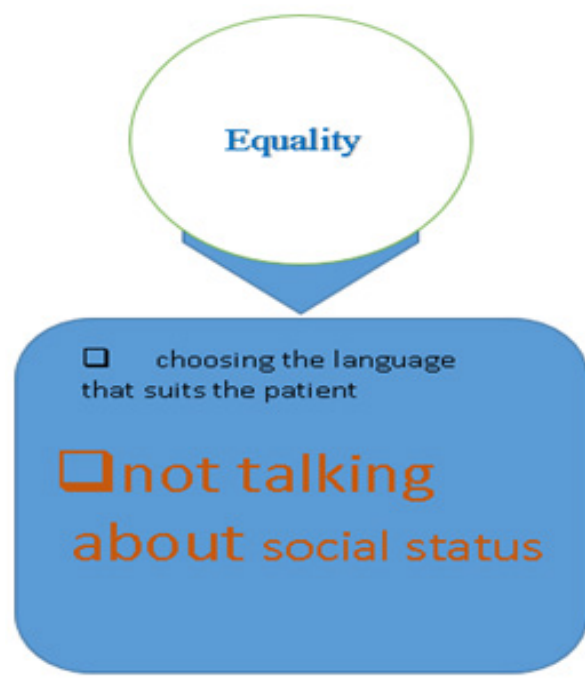 Equality
❑ choosing the language
that suits the patient
❑not talking
about social status